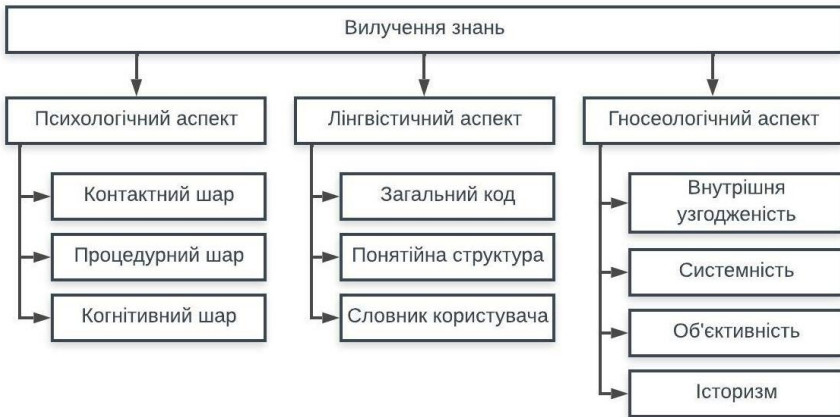 Вилучення знань
Психологічний аспект
Контактний шар
Процедурний шар
Когнітивний шар
Лінгвістичний аспект
Загальний код
Понятійна структура
Словник користувача
Гносеологічний аспект
Внутрішня
узгодженість
Системність
Об'єктивність
Історизм